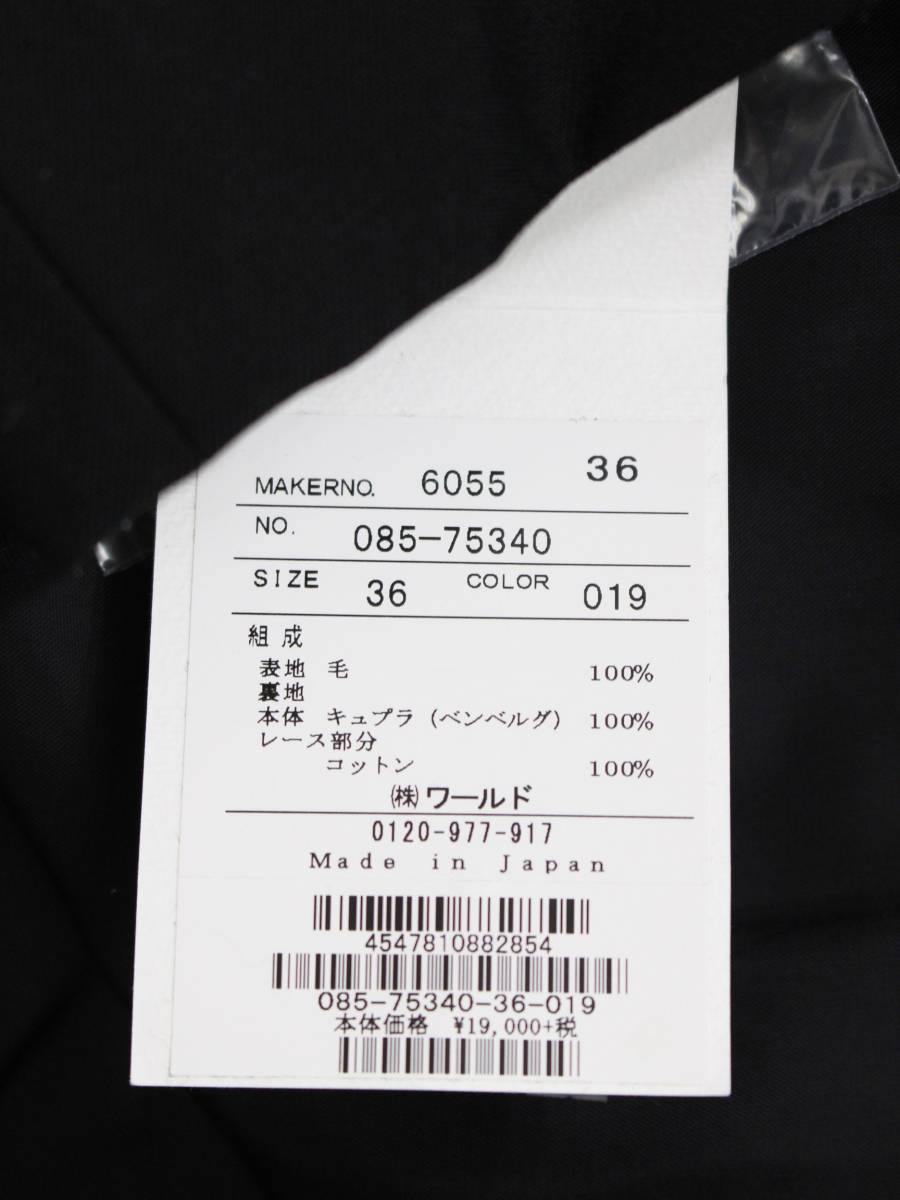 MAKERNO. 6055 36
NO. 085-75340
SIZE 36 COLOR 019
組成
表地 毛 100%
裏地
本体 キュプラ(ベンベルグ) 100%
レース部分
コットン 100%
㈱ワールド
0120-977-917
Made in Japan
4547810882854
085-75340-36-019
本体価格 ¥19,000+税